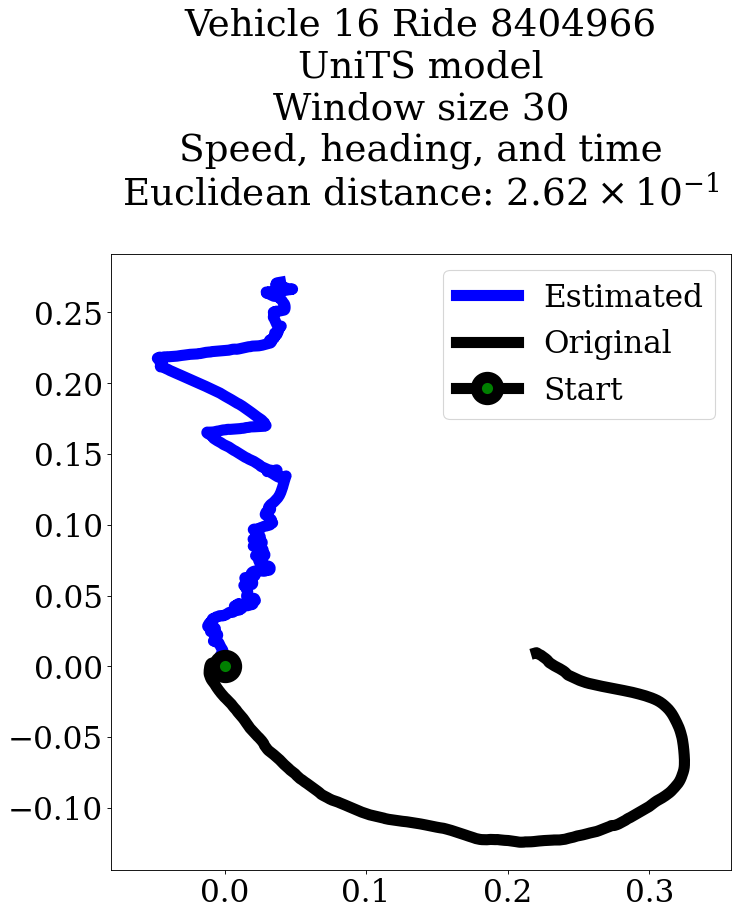 Vehicle 16 Ride 8404966
UniTS model
Window size 30
Speed, heading, and time
Euclidean distance: 2.62 × 10⁻¹
Estimated
Original
Start
0.25
0.20
0.15
0.10
0.05
0.00
−0.05
−0.10
0.0 0.1 0.2 0.3